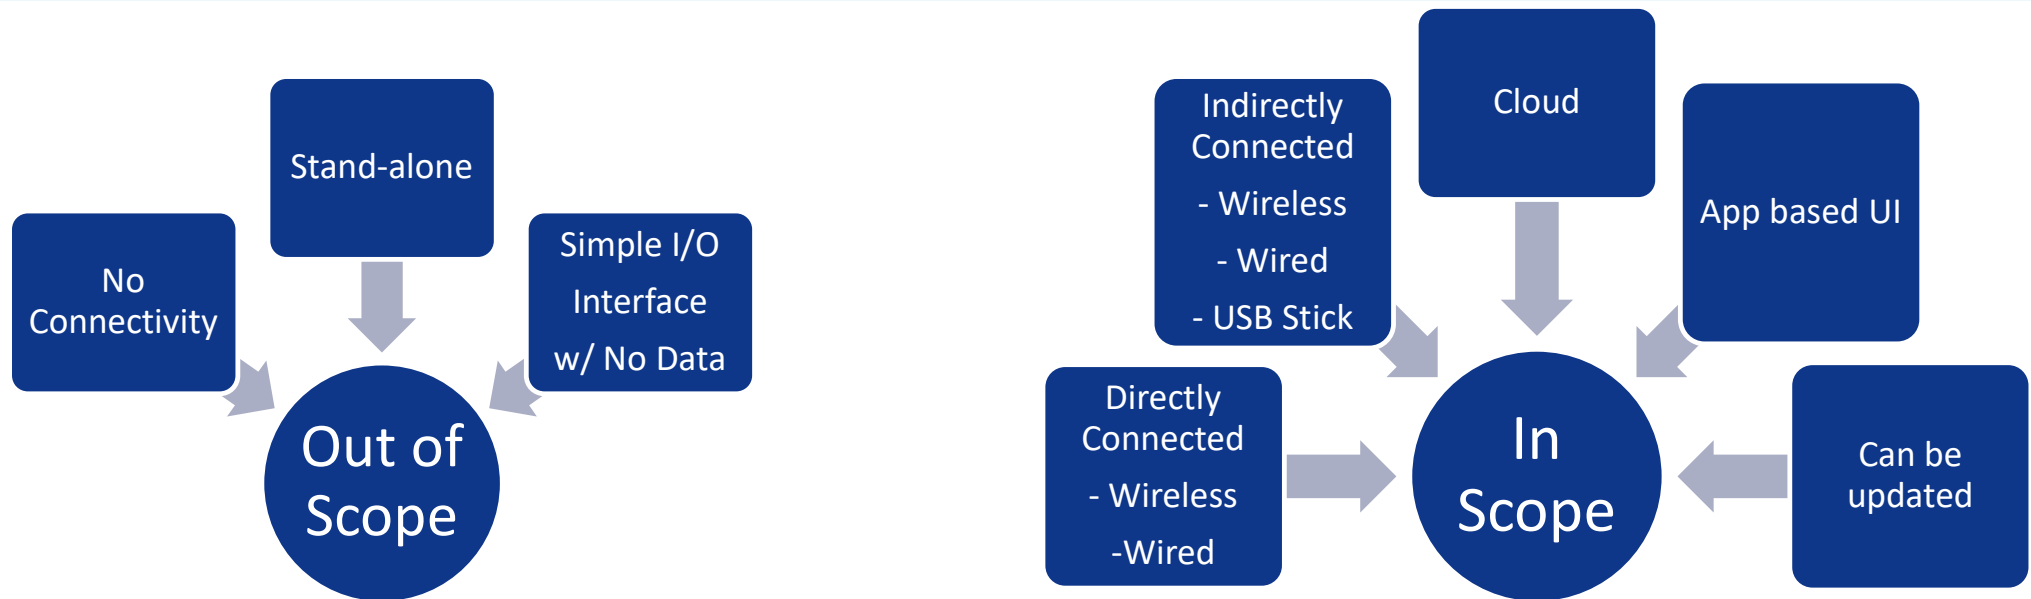 No
Connectivity
Stand-alone
Simple I/O
Interface
w/ No Data
Out of
Scope
Directly
Connected
- Wireless
-Wired
Indirectly
Connected
- Wireless
- Wired
- USB Stick
Cloud
App based UI
Can be
updated
In
Scope